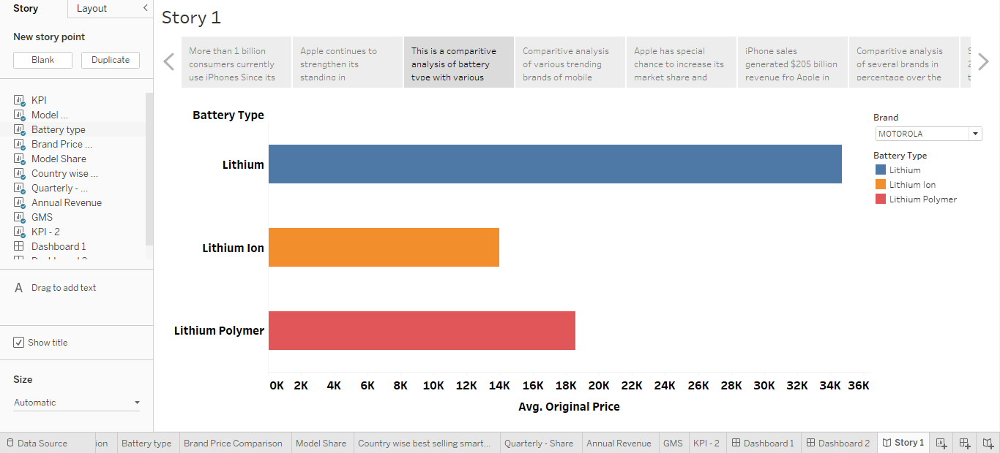 Story
Layout
New story point
Blank
Duplicate
KPI
Model ...
Battery type
Brand Price ...
Model Share
Country wise ...
Quarterly - ...
Annual Revenue
GMS
KPI - 2
Dashboard 1
Drag to add text
Show title
Size
Automatic
Story 1
More than 1 billion
consumers currently
use iPhones Since its
Apple continues to
strengthen its
standing in
This is a comparitive
analysis of battery
type with various
Comparitive analysis
of various trending
brands of mobile
Apple has special
chance to increase its
market share and
iPhone sales
generated $205 billion
revenue fro Apple in
Comparitive analysis
of several brands in
percentage over the
Battery Type
Lithium
Lithium Ion
Lithium Polymer
0K 2K 4K 6K 8K 10K 12K 14K 16K 18K 20K 22K 24K 26K 28K 30K 32K 34K 36K
Avg. Original Price
Brand
MOTOROLA
Battery Type
Lithium
Lithium Ion
Lithium Polymer
Data Source
Battery type
Brand Price Comparison
Model Share
Country wise best selling smart...
Quarterly - Share
Annual Revenue
GMS
KPI - 2
Dashboard 1
Dashboard 2
Story 1